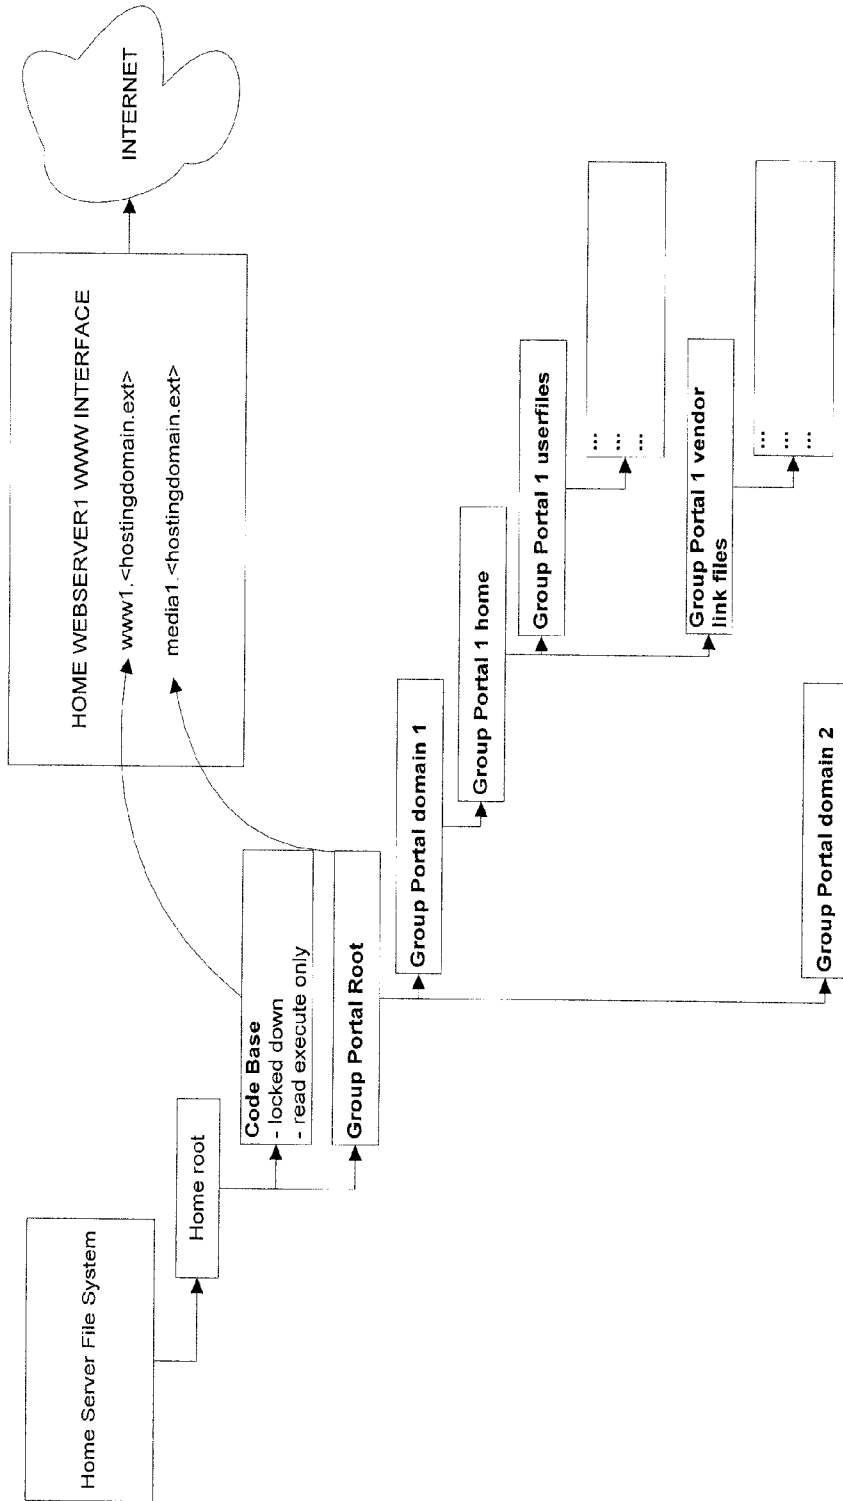 Home Server File System
Home root
Code Base
- locked down
- read execute only
Group Portal Root
Group Portal domain 1
Group Portal 1 home
Group Portal 1 userfiles
...
...
...
Group Portal 1 vendor
link files
...
...
...
Group Portal domain 2
HOME WEBSERVER1 WWW INTERFACE
www1.<hostingdomain.ext>
media1.<hostingdomain.ext>
INTERNET